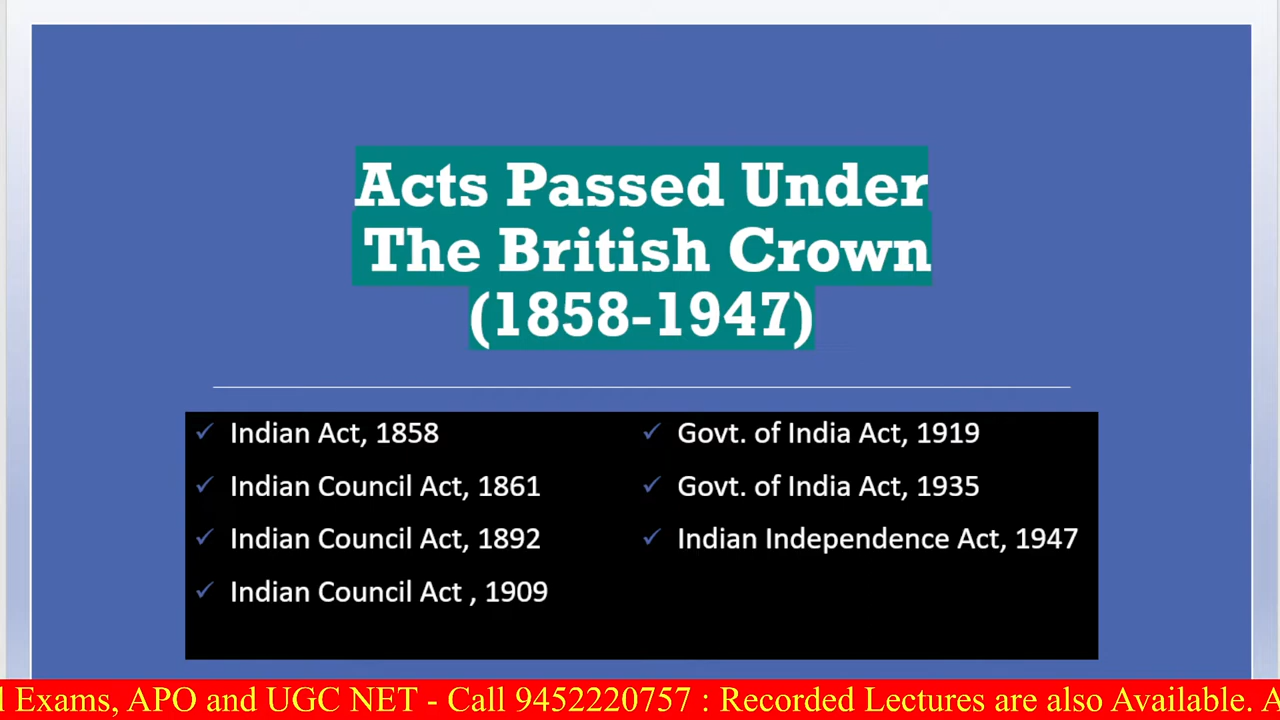 Acts Passed Under
The British Crown
(1858-1947)
✓ Indian Act, 1858
✓ Indian Council Act, 1861
✓ Indian Council Act, 1892
✓ Indian Council Act , 1909
✓ Govt. of India Act, 1919
✓ Govt. of India Act, 1935
✓ Indian Independence Act, 1947
Exams, APO and UGC NET - Call 9452220757 : Recorded Lectures are also Available.